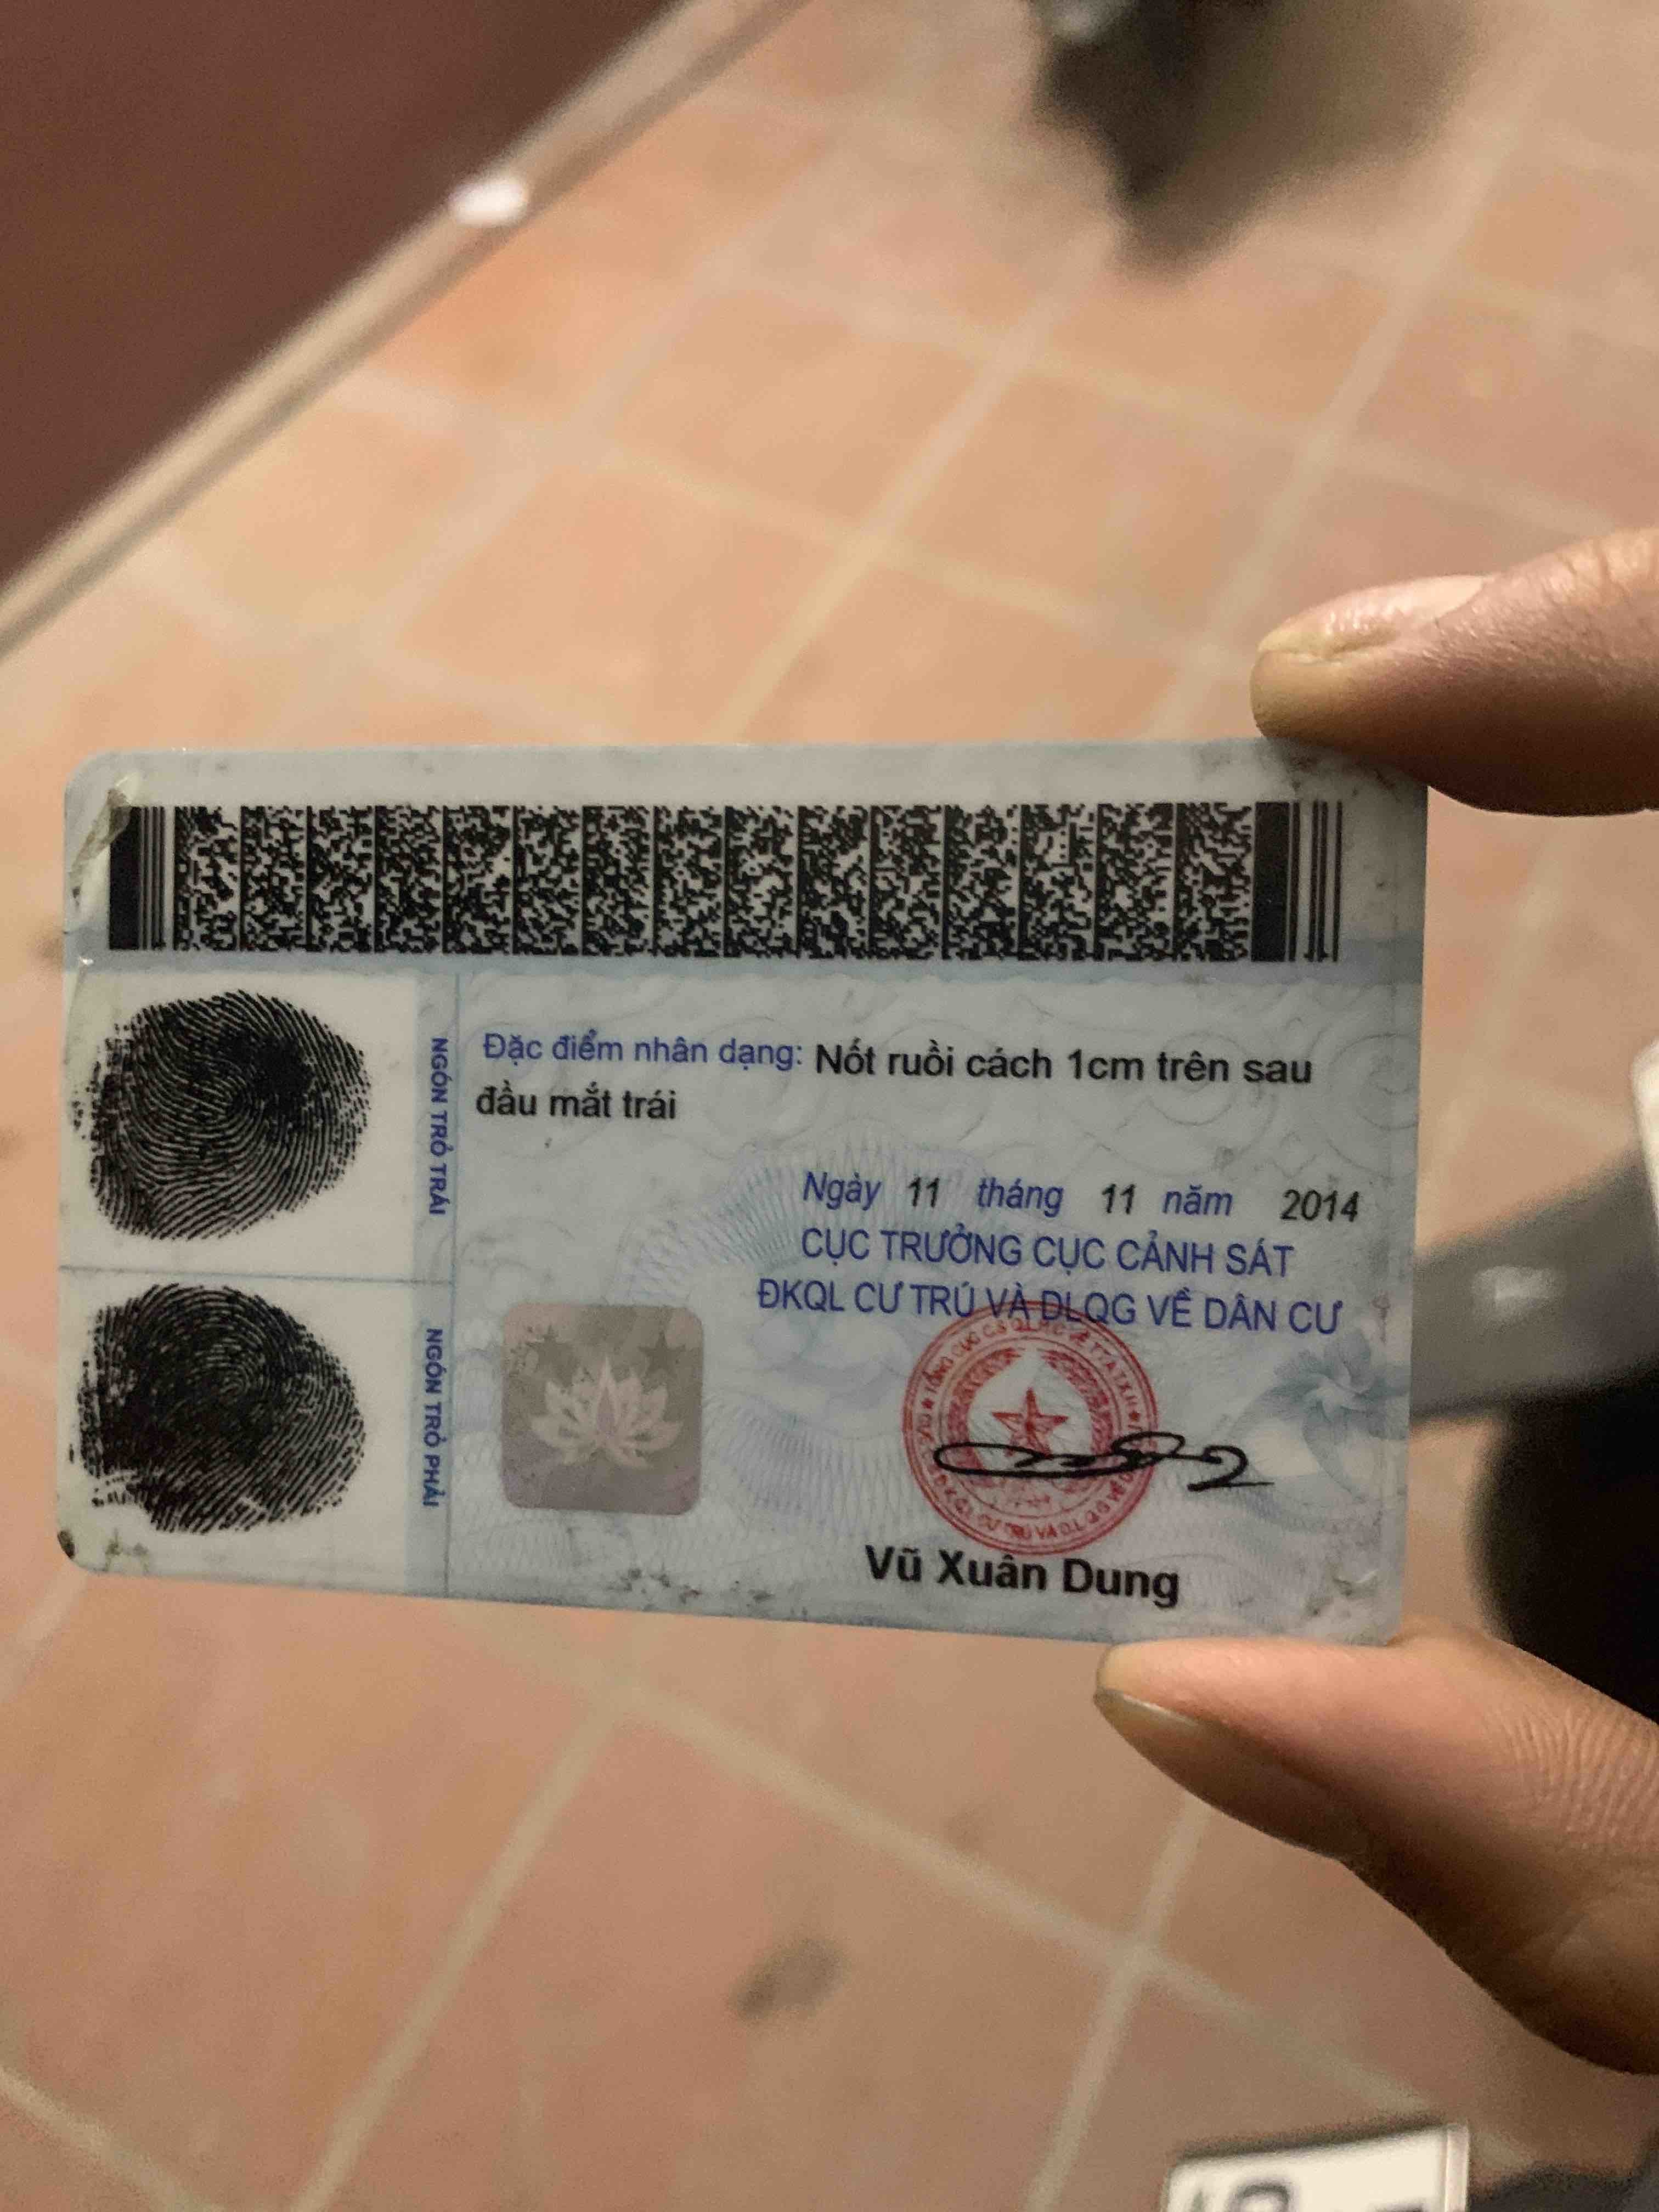 Đặc điểm nhân dạng: Nốt ruồi cách 1cm trên sau
đầu mắt trái
NGÓN TRỎ TRÁI
Ngày 11 tháng 11 năm 2014
CỤC TRƯỞNG CỤC CẢNH SÁT
ĐKQL CƯ TRÚ VÀ DLQG VỀ DÂN CƯ
NGÓN TRỎ PHẢI
Vũ Xuân Dung